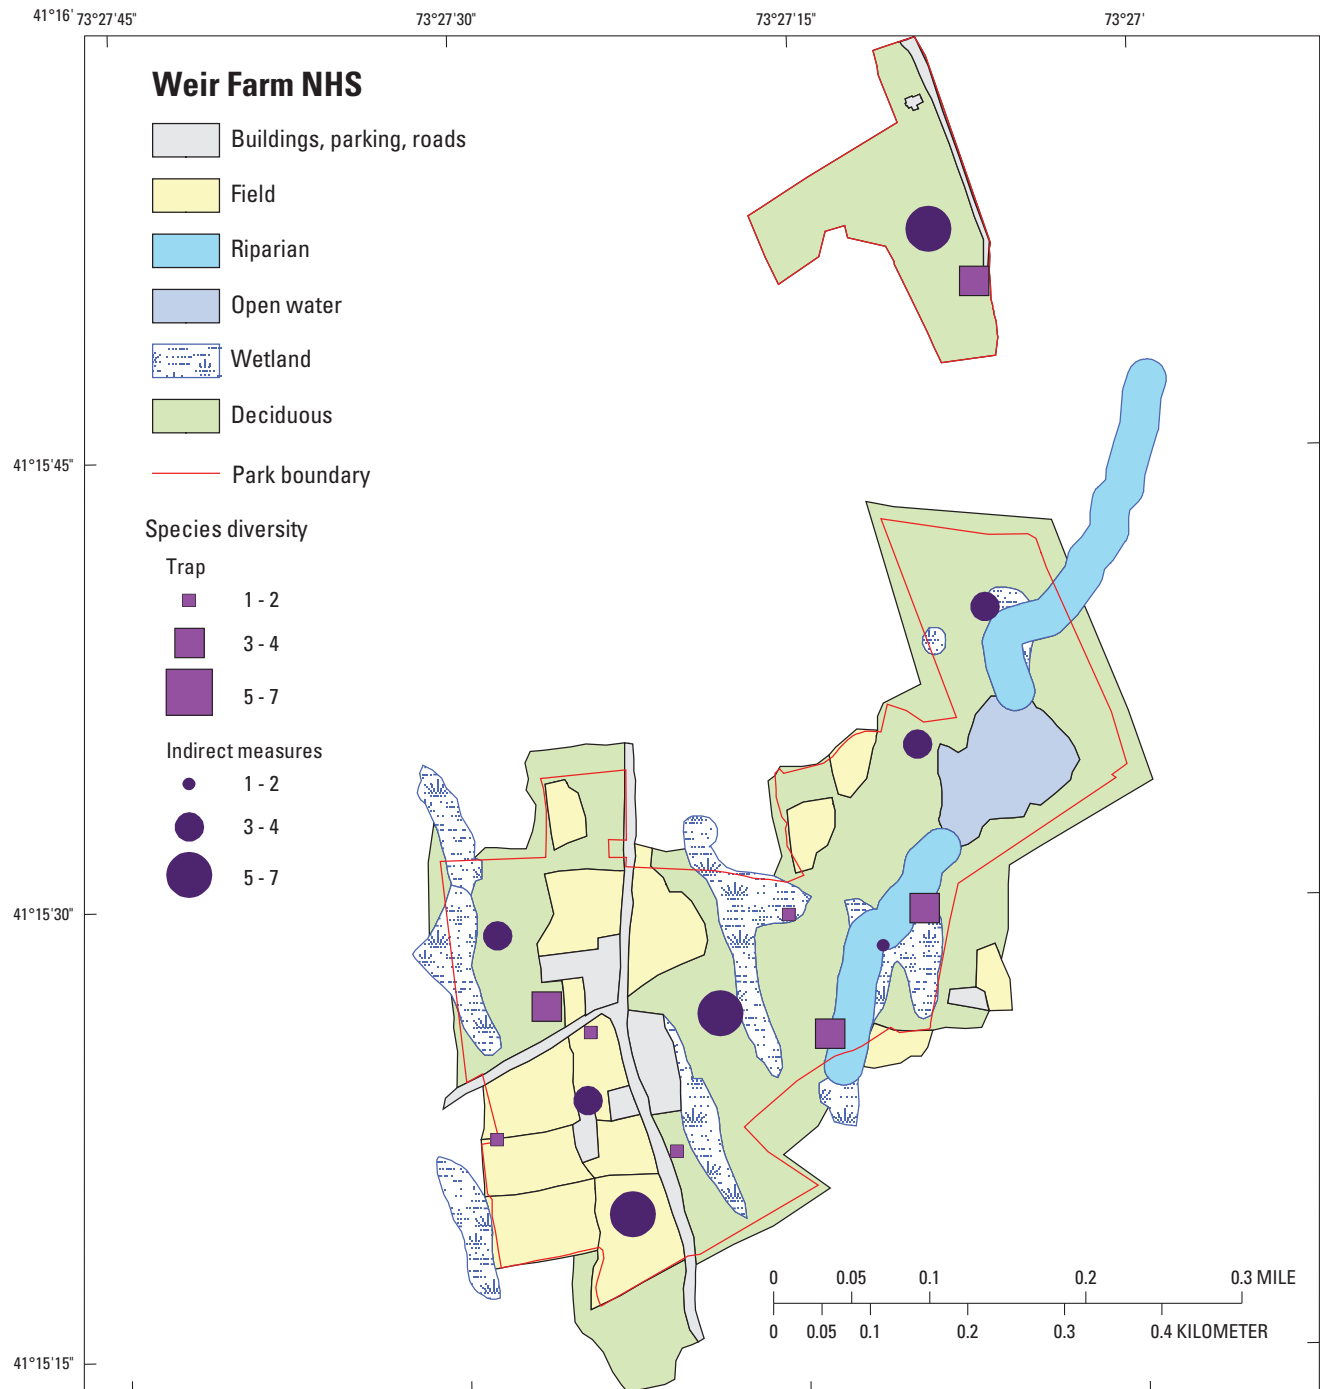 41°16' 73°27'45" 73°27'30" 73°27'15" 73°27'
Weir Farm NHS
Buildings, parking, roads
Field
Riparian
Open water
Wetland
Deciduous
Park boundary
41°15'45"
Species diversity
Trap
1 - 2
3 - 4
5 - 7
Indirect measures
1 - 2
3 - 4
5 - 7
41°15'30"
0 0.05 0.1 0.2 0.3 MILE
0 0.05 0.1 0.2 0.3 0.4 KILOMETER
41°15'15"